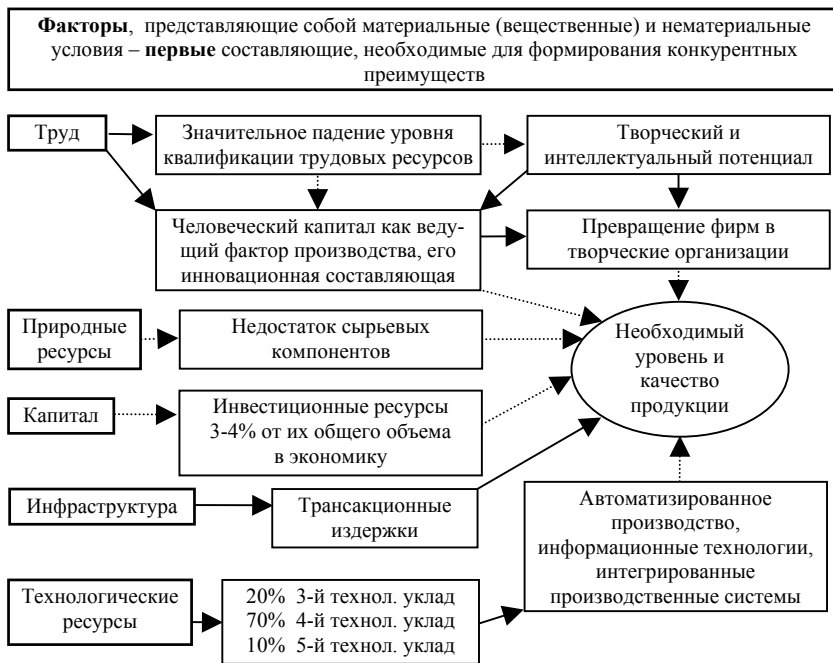 Факторы, представляющие собой материальные (вещественные) и нематериальные
условия – первые составляющие, необходимые для формирования конкурентных
преимуществ
Труд
Значительное падение уровня
квалификации трудовых ресурсов
Творческий и
интеллектуальный потенциал
Человеческий капитал как веду-
щий фактор производства, его
инновационная составляющая
Превращение фирм в
творческие организации
Природные
ресурсы
Недостаток сырьевых
компонентов
Необходимый
уровень и
качество
продукции
Капитал
Инвестиционные ресурсы
3-4% от их общего объема
в экономику
Инфраструктура
Трансакционные
издержки
Автоматизированное
производство,
информационные технологии,
интегрированные
производственные системы
Технологические
ресурсы
20% 3-й технол. уклад
70% 4-й технол. уклад
10% 5-й технол. уклад